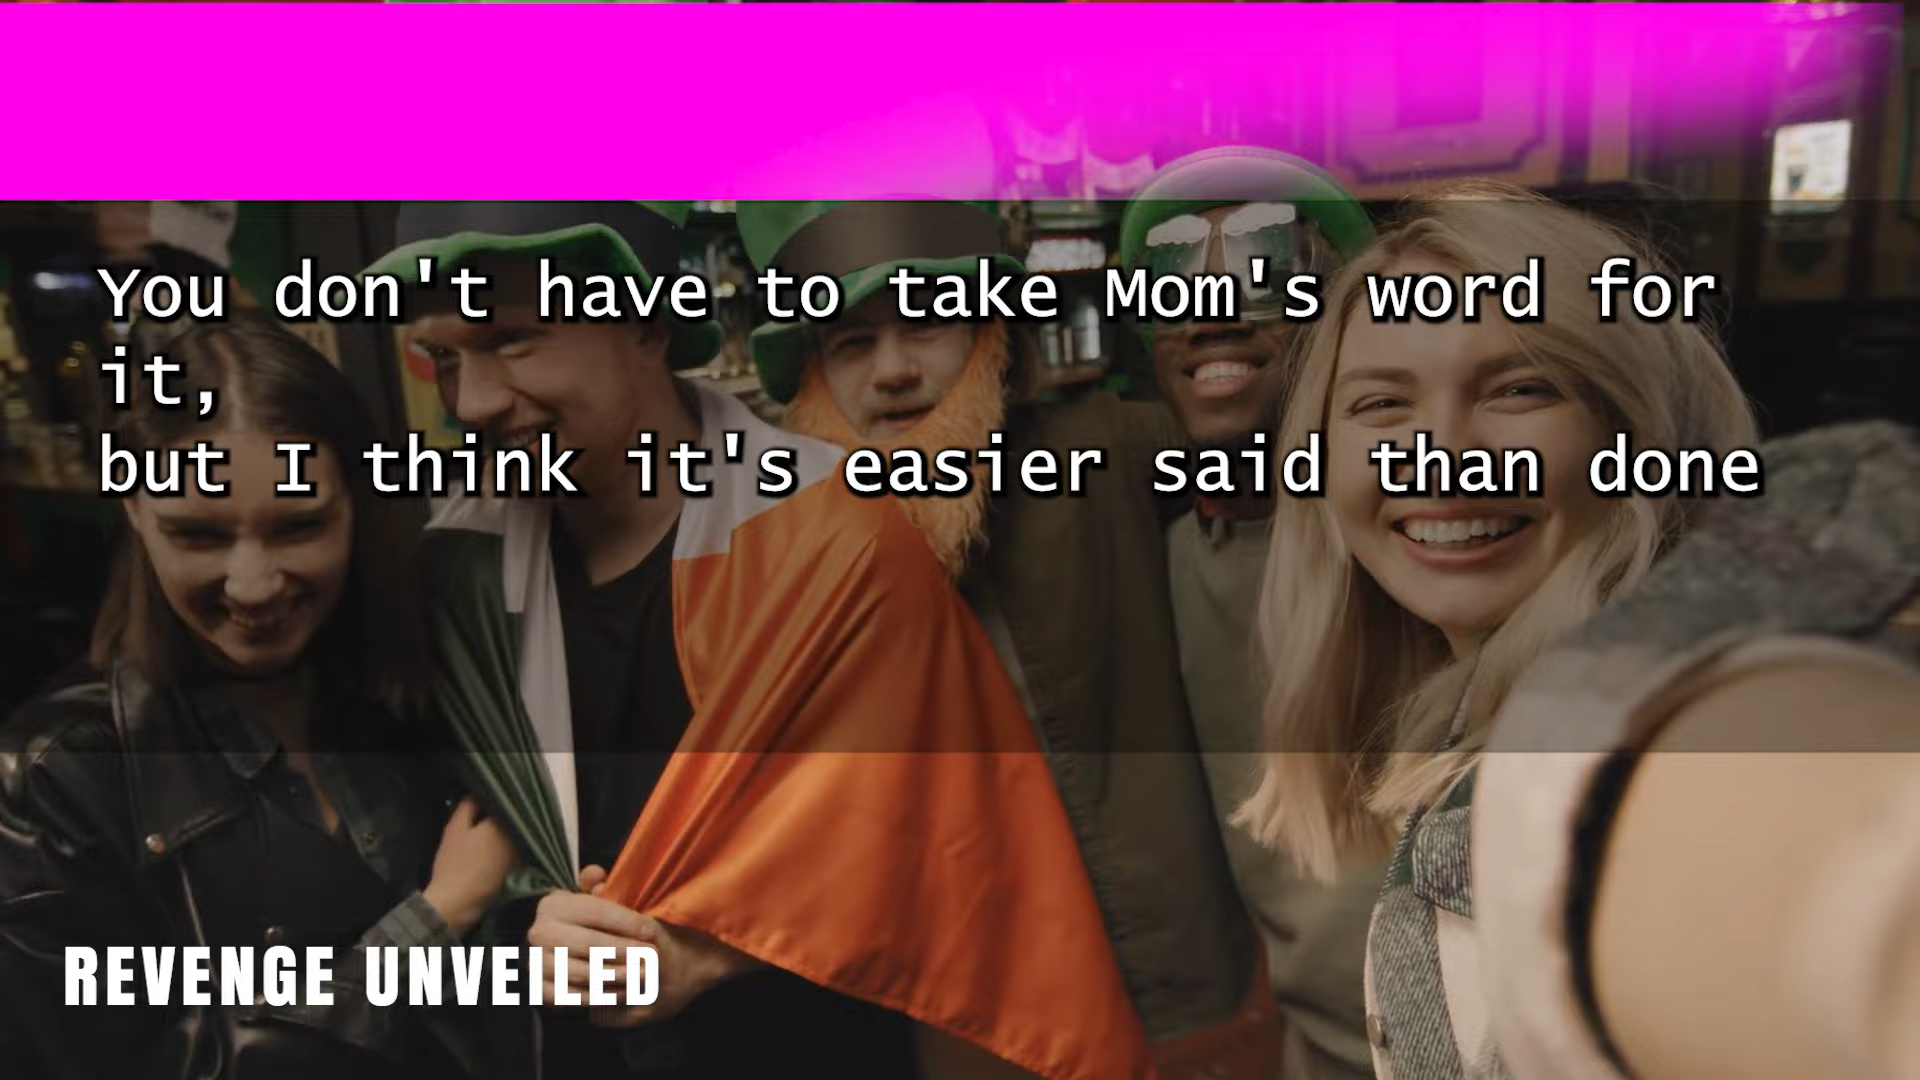 You don't have to take Mom's word for
it,
but I think it's easier said than done
REVENGE UNVEILED